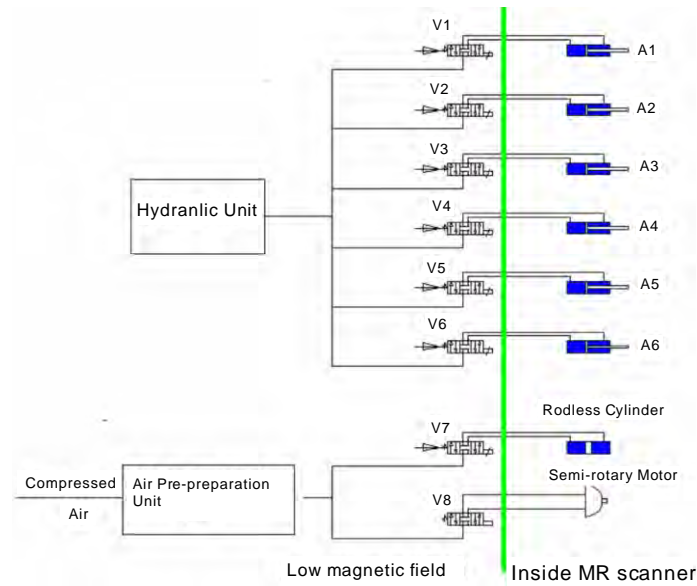 V1
A1
V2
A2
V3
A3
Hydranlic Unit
V4
A4
V5
A5
V6
A6
Rodless Cylinder
V7
Semi-rotary Motor
Compressed
Air
Air Pre-preparation
Unit
V8
Low magnetic field
Inside MR scanner